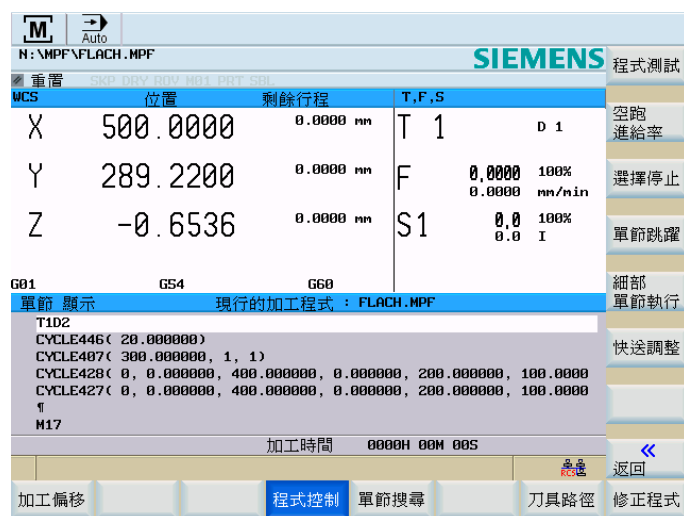 M
Auto
N:\MPF\FLACH.MPF
SIEMENS
程式測試
重置 SKP DRY ROV M01 PRT SBL
WCS 位置 剩餘行程 T,F,S
空跑
進給率
X 500.0000 0.0000 mm T 1 D 1
Y 289.2200 0.0000 mm F 0.0000 100%
0.0000 mm/min
選擇停止
Z -0.6536 0.0000 mm S1 0.0 100%
0.0 I
單節跳躍
G01 G54 G60
細部
單節執行
單節 顯示 現行的加工程式 : FLACH.MPF
T1D2
CYCLE446( 20.000000)
快送調整
CYCLE407( 300.000000, 1, 1)
CYCLE428( 0, 0.000000, 400.000000, 0.000000, 200.000000, 100.0000
CYCLE427( 0, 0.000000, 400.000000, 0.000000, 200.000000, 100.0000
¶
M17
加工時間 0000H 00M 00S
«
RCS
返回
加工偏移 程式控制 單節搜尋 刀具路徑 修正程式